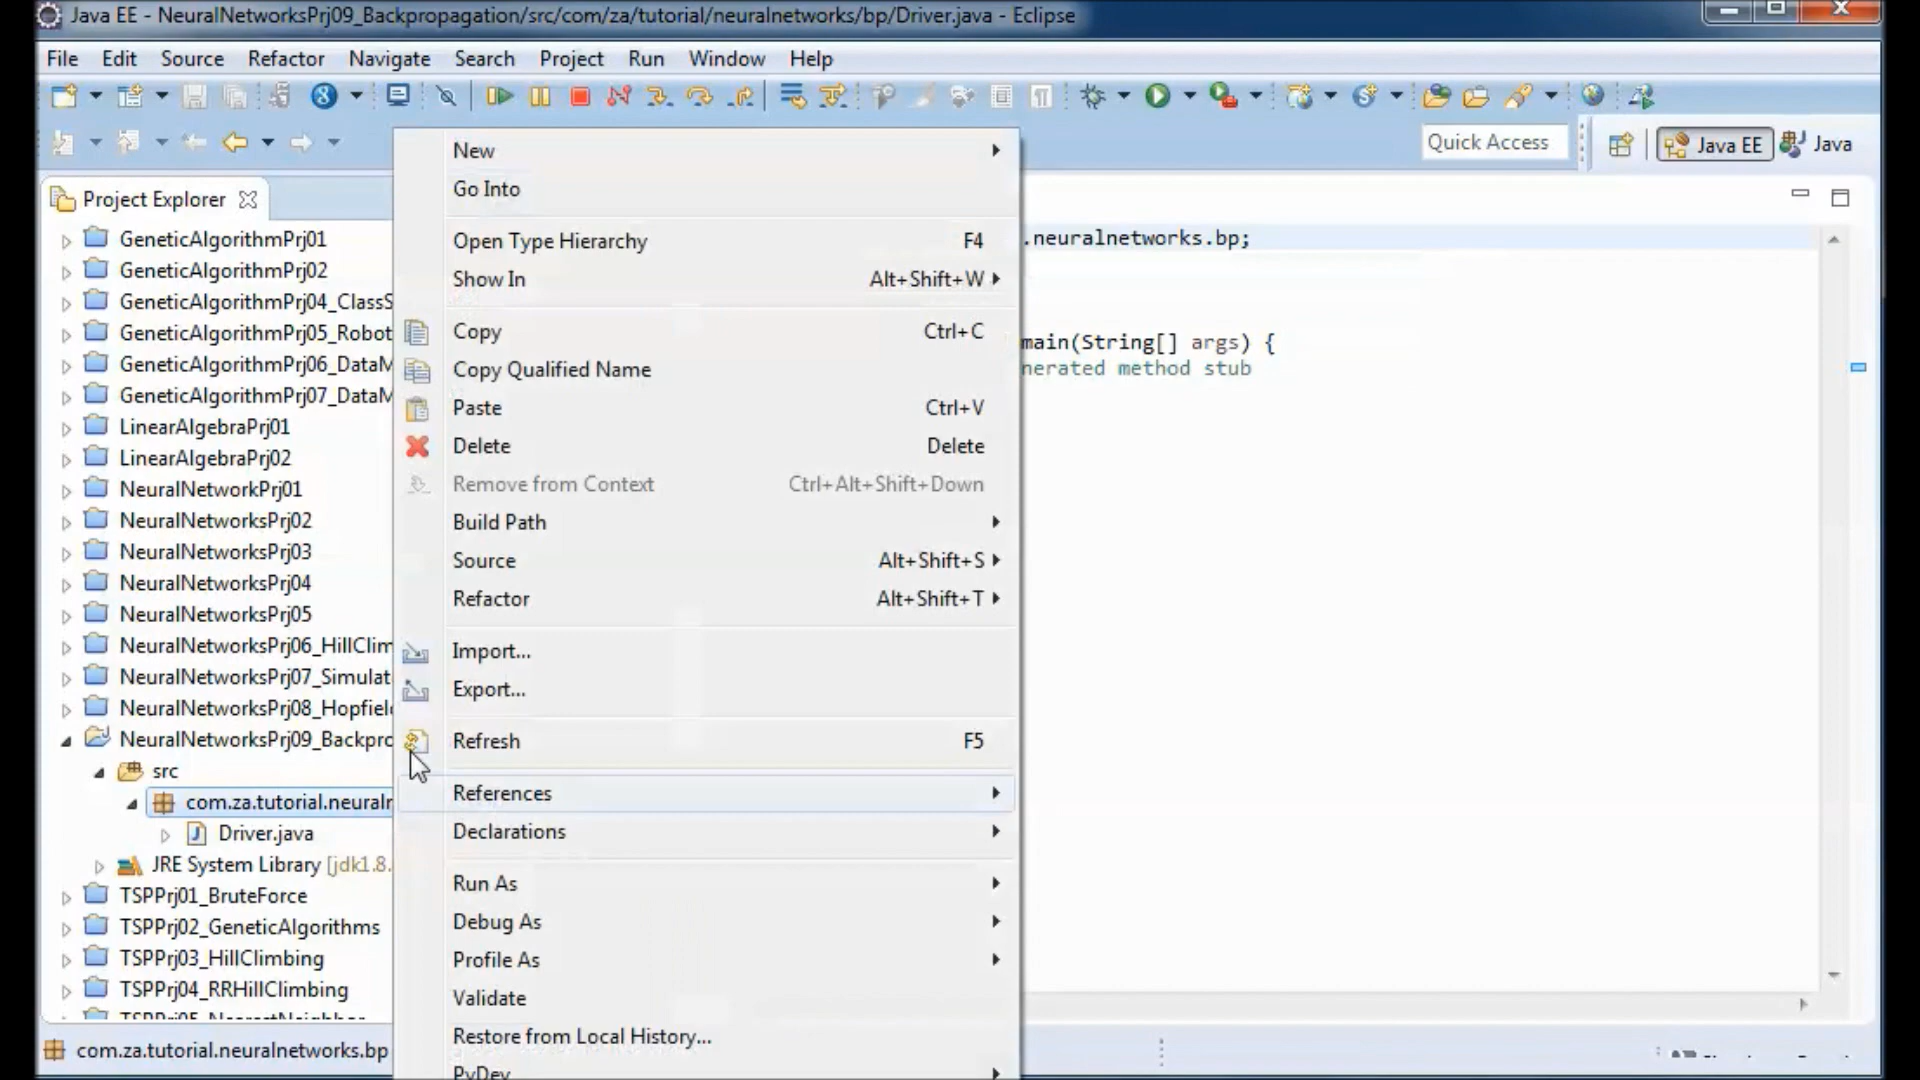 Java EE - NeuralNetworksPrj09_Backpropagation/src/com/za/tutorial/neuralnetworks/bp/Driver.java - Eclipse
File Edit Source Refactor Navigate Search Project Run Window Help
Quick Access
Java EE
Java
Project Explorer
GeneticAlgorithmPrj01
GeneticAlgorithmPrj02
GeneticAlgorithmPrj04_ClassS
GeneticAlgorithmPrj05_Robot
GeneticAlgorithmPrj06_DataM
GeneticAlgorithmPrj07_DataM
LinearAlgebraPrj01
LinearAlgebraPrj02
NeuralNetworkPrj01
NeuralNetworksPrj02
NeuralNetworksPrj03
NeuralNetworksPrj04
NeuralNetworksPrj05
NeuralNetworksPrj06_HillClim
NeuralNetworksPrj07_Simulat
NeuralNetworksPrj08_Hopfiel
NeuralNetworksPrj09_Backpro
src
com.za.tutorial.neuralr
Driver.java
JRE System Library [jdk1.8.
TSPPrj01_BruteForce
TSPPrj02_GeneticAlgorithms
TSPPrj03_HillClimbing
TSPPrj04_RRHillClimbing
TSPPrj05_NearestNeighbor
New
Go Into
Open Type Hierarchy F4
Show In Alt+Shift+W
Copy Ctrl+C
Copy Qualified Name
Paste Ctrl+V
Delete Delete
Remove from Context Ctrl+Alt+Shift+Down
Build Path
Source Alt+Shift+S
Refactor Alt+Shift+T
Import...
Export...
Refresh F5
References
Declarations
Run As
Debug As
Profile As
Validate
Restore from Local History...
PyDev
.neuralnetworks.bp;
main(String[] args) {
nerated method stub
com.za.tutorial.neuralnetworks.bp